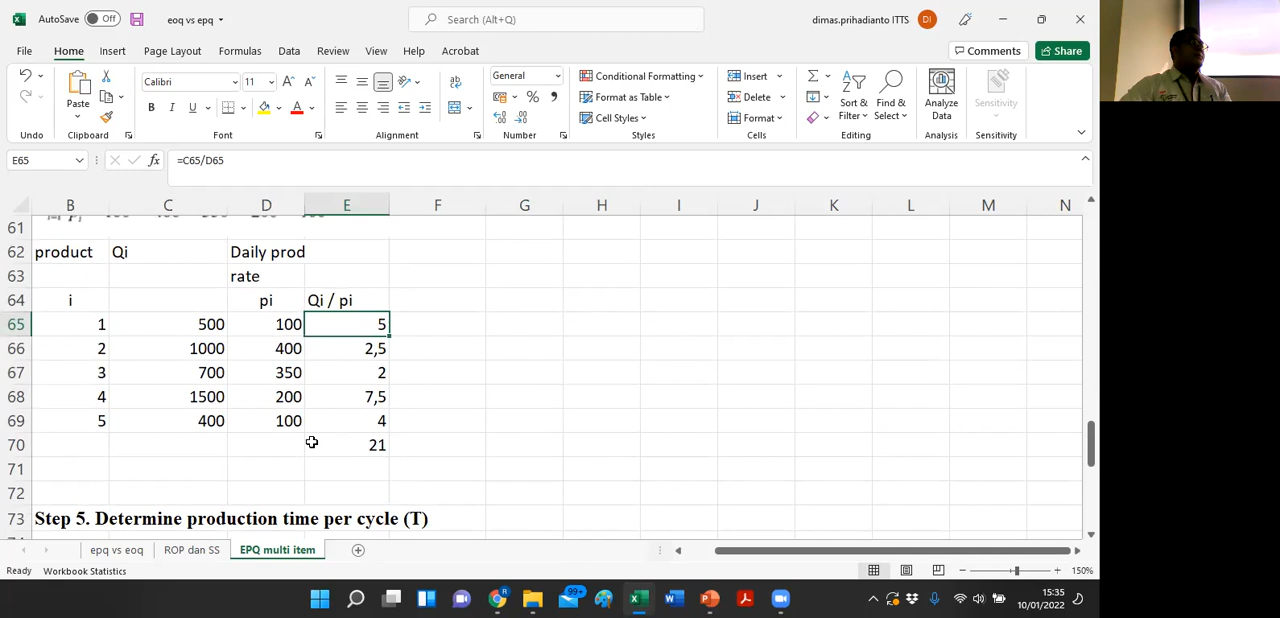 AutoSave Off eoq vs epq Search (Alt+Q) dimas.prihadianto ITTS DI
File Home Insert Page Layout Formulas Data Review View Help Acrobat Comments Share
Calibri 11 A A ab General Conditional Formatting Insert Σ
Paste B I U A % Format as Table Delete Sort & Filter Find & Select Analyze Data Sensitivity
Cell Styles Format
Undo Clipboard Font Alignment Number Styles Cells Editing Analysis Sensitivity
E65 fx =C65/D65
B C D E F G H I J K L M N
61
62 product Qi Daily prod
63 rate
64 i pi Qi / pi
65 1 500 100 5
66 2 1000 400 2,5
67 3 700 350 2
68 4 1500 200 7,5
69 5 400 100 4
70 21
71
72
73 Step 5. Determine production time per cycle (T)
epq vs eoq ROP dan SS EPQ multi item
Ready Workbook Statistics 150%
99+ 15:35
10/01/2022